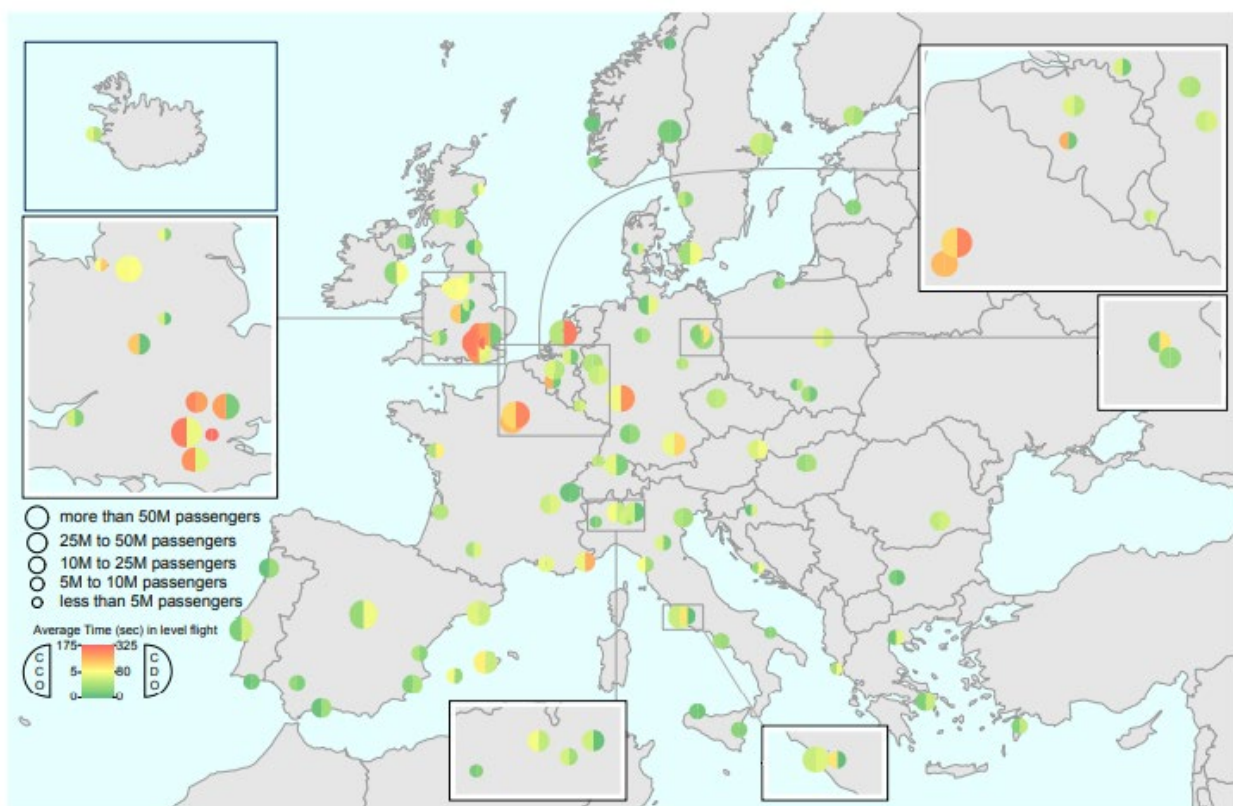 more than 50M passengers
25M to 50M passengers
10M to 25M passengers
5M to 10M passengers
less than 5M passengers
Average Time (sec) in level flight
175 325
C C
C 5 80 D
O 0 0 O